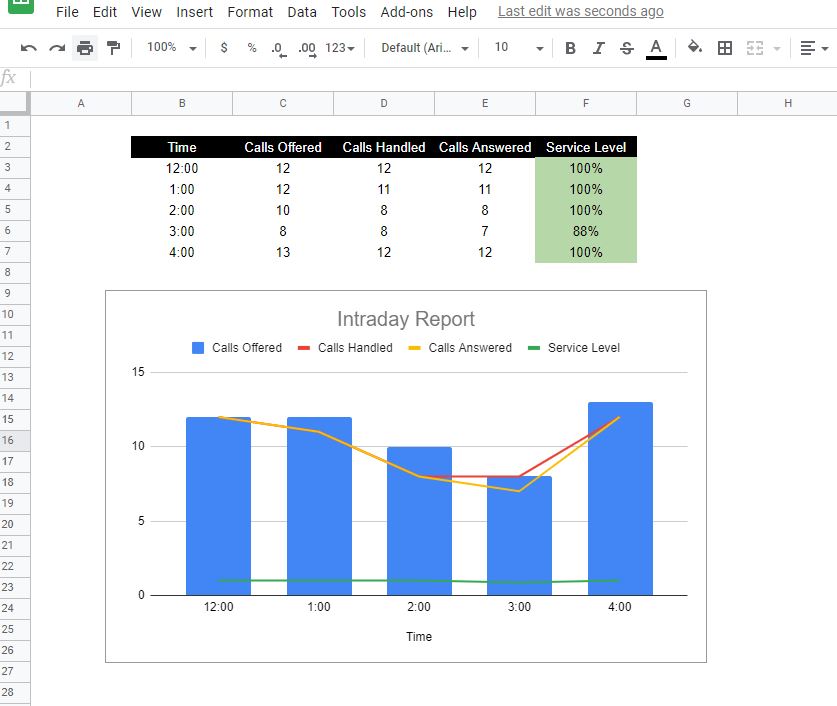 File Edit View Insert Format Data Tools Add-ons Help Last edit was seconds ago
100% $ % .0 .00 123 Default (Ari... 10 B I S A
fx
A B C D E F G H
1
2 Time Calls Offered Calls Handled Calls Answered Service Level
3 12:00 12 12 12 100%
4 1:00 12 11 11 100%
5 2:00 10 8 8 100%
6 3:00 8 8 7 88%
7 4:00 13 12 12 100%
8
9
10 Intraday Report
11 Calls Offered Calls Handled Calls Answered Service Level
12
13 15
14
15
16
17 10
18
19
20 5
21
22
23 0
24 12:00 1:00 2:00 3:00 4:00
25 Time
26
27
28